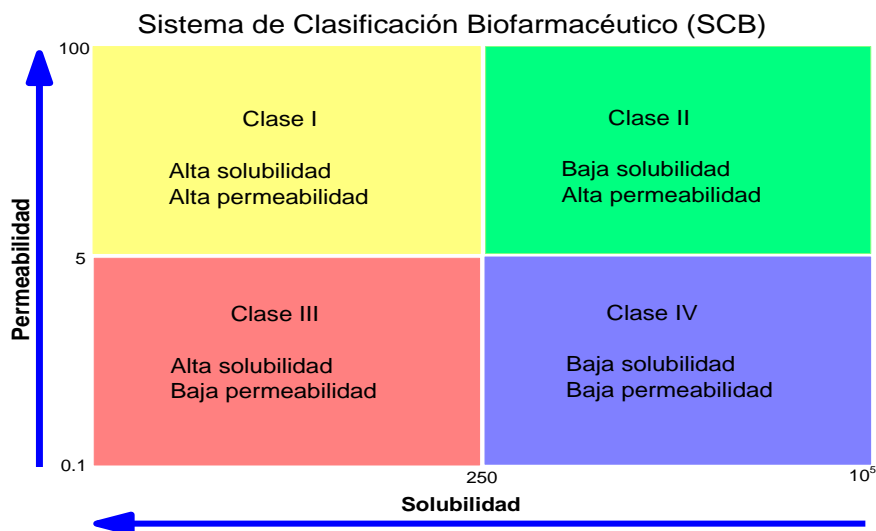 Sistema de Clasificación Biofarmacéutico (SCB)
100
Clase I
Alta solubilidad
Alta permeabilidad
Clase II
Baja solubilidad
Alta permeabilidad
Permeabilidad
5
Clase III
Alta solubilidad
Baja permeabilidad
Clase IV
Baja solubilidad
Baja permeabilidad
0.1
250
10⁵
Solubilidad